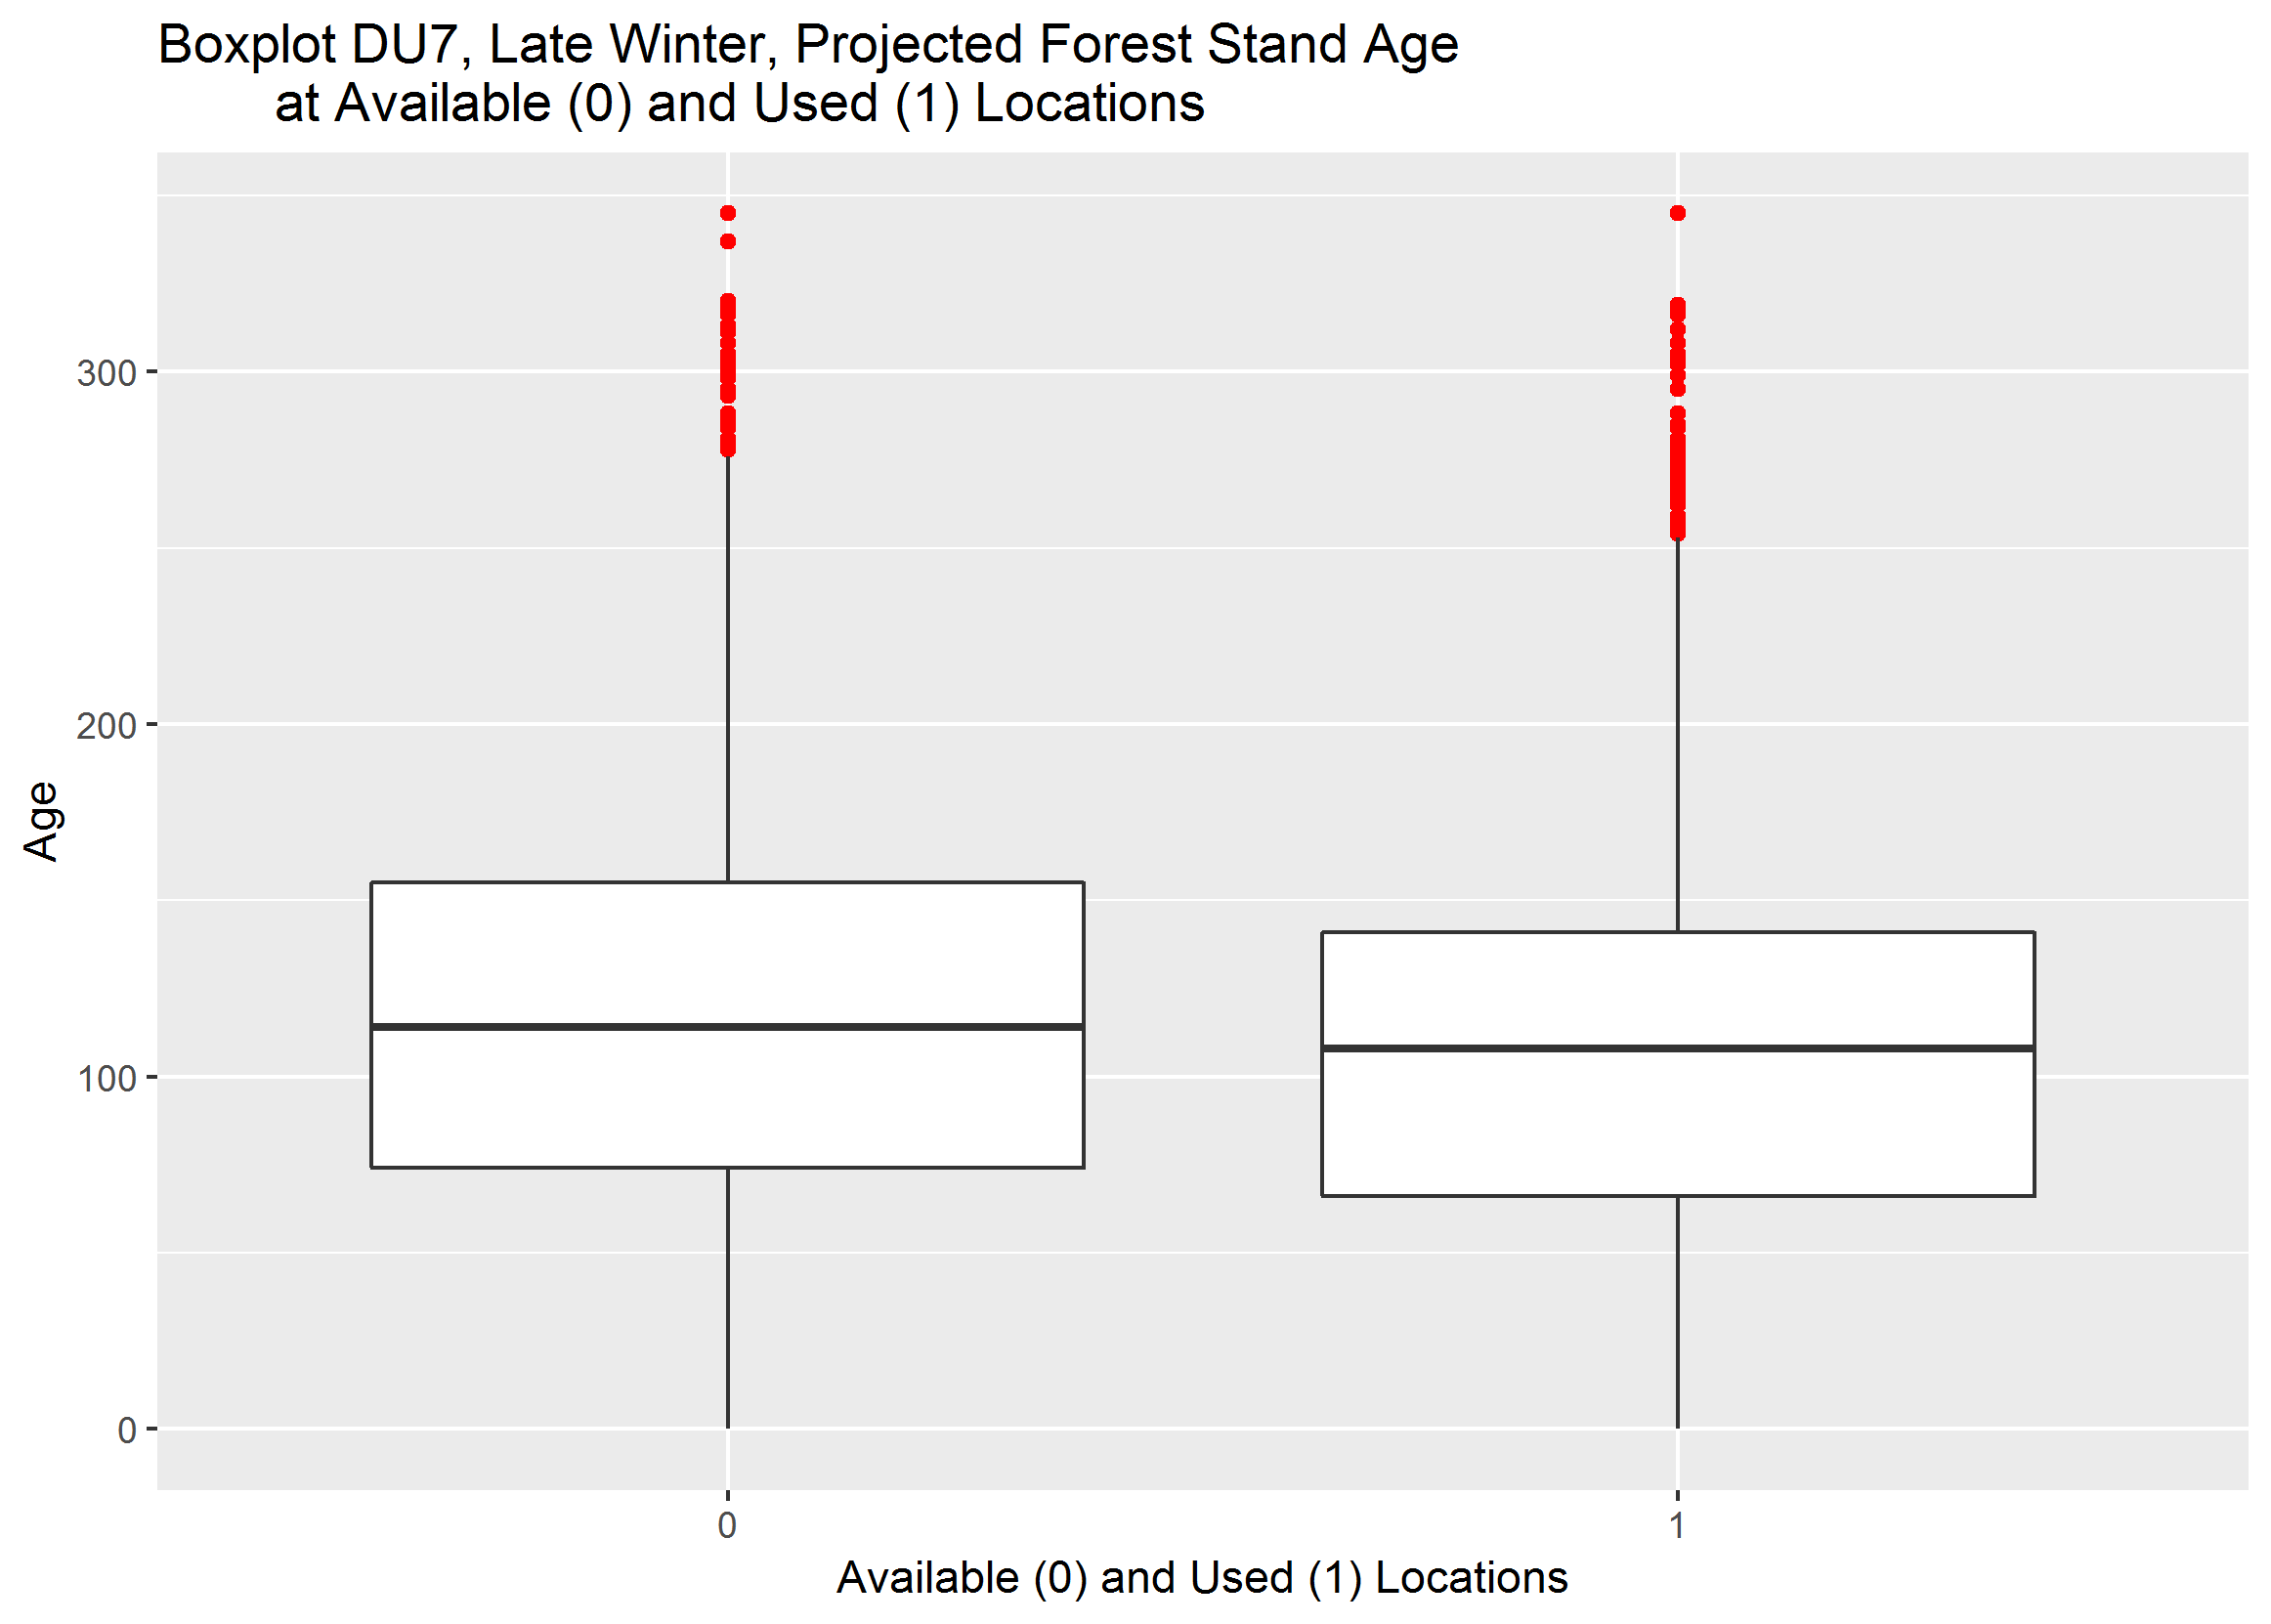 Boxplot DU7, Late Winter, Projected Forest Stand Age
at Available (0) and Used (1) Locations
300
200
100
0
Age
0
1
Available (0) and Used (1) Locations